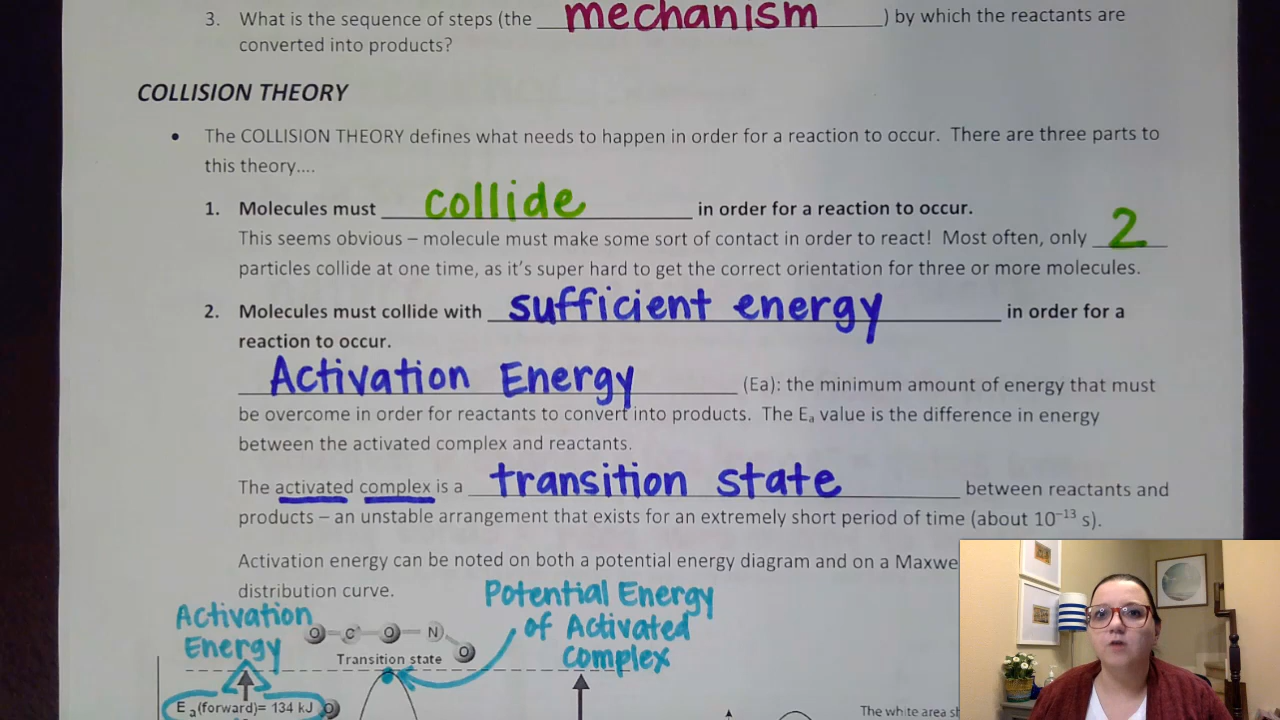 3. What is the sequence of steps (the mechanism) by which the reactants are
converted into products?
COLLISION THEORY
• The COLLISION THEORY defines what needs to happen in order for a reaction to occur. There are three parts to
this theory....
1. Molecules must collide in order for a reaction to occur.
This seems obvious – molecule must make some sort of contact in order to react! Most often, only 2
particles collide at one time, as it's super hard to get the correct orientation for three or more molecules.
2. Molecules must collide with sufficient energy in order for a
reaction to occur.
Activation Energy (Ea): the minimum amount of energy that must
be overcome in order for reactants to convert into products. The Eₐ value is the difference in energy
between the activated complex and reactants.
The activated complex is a transition state between reactants and
products – an unstable arrangement that exists for an extremely short period of time (about 10⁻¹³ s).
Activation energy can be noted on both a potential energy diagram and on a
distribution curve.
Activation
Energy
Potential Energy
of Activated
Complex
O C O N
O
Transition state
Eₐ(forward)= 134 kJ
The white area